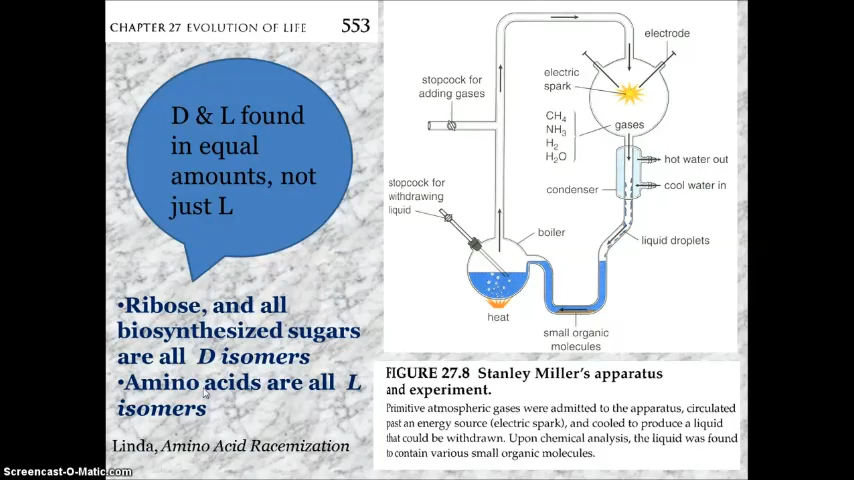 CHAPTER 27 EVOLUTION OF LIFE 553
D & L found
in equal
amounts, not
just L
•Ribose, and all
biosynthesized sugars
are all D isomers
•Amino acids are all L
isomers
Linda, Amino Acid Racemization
electrode
stopcock for
adding gases
electric
spark
CH₄
NH₃
H₂
H₂O
gases
hot water out
condenser
cool water in
stopcock for
withdrawing
liquid
boiler
liquid droplets
heat
small organic
molecules
FIGURE 27.8 Stanley Miller's apparatus
and experiment.
Primitive atmospheric gases were admitted to the apparatus, circulated
past an energy source (electric spark), and cooled to produce a liquid
that could be withdrawn. Upon chemical analysis, the liquid was found
to contain various small organic molecules.
Screencast-O-Matic.com